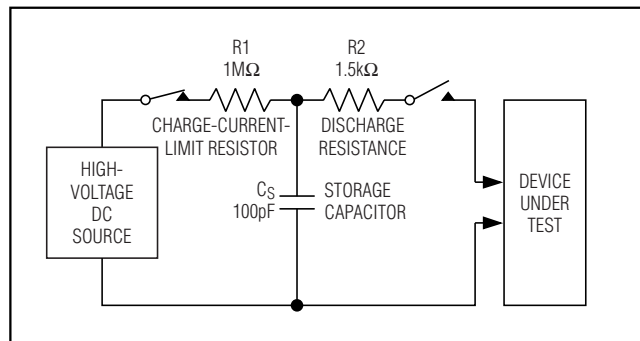 R1
1MΩ
R2
1.5kΩ
CHARGE-CURRENT-
LIMIT RESISTOR
DISCHARGE
RESISTANCE
HIGH-
VOLTAGE
DC
SOURCE
CS
100pF
STORAGE
CAPACITOR
DEVICE
UNDER
TEST